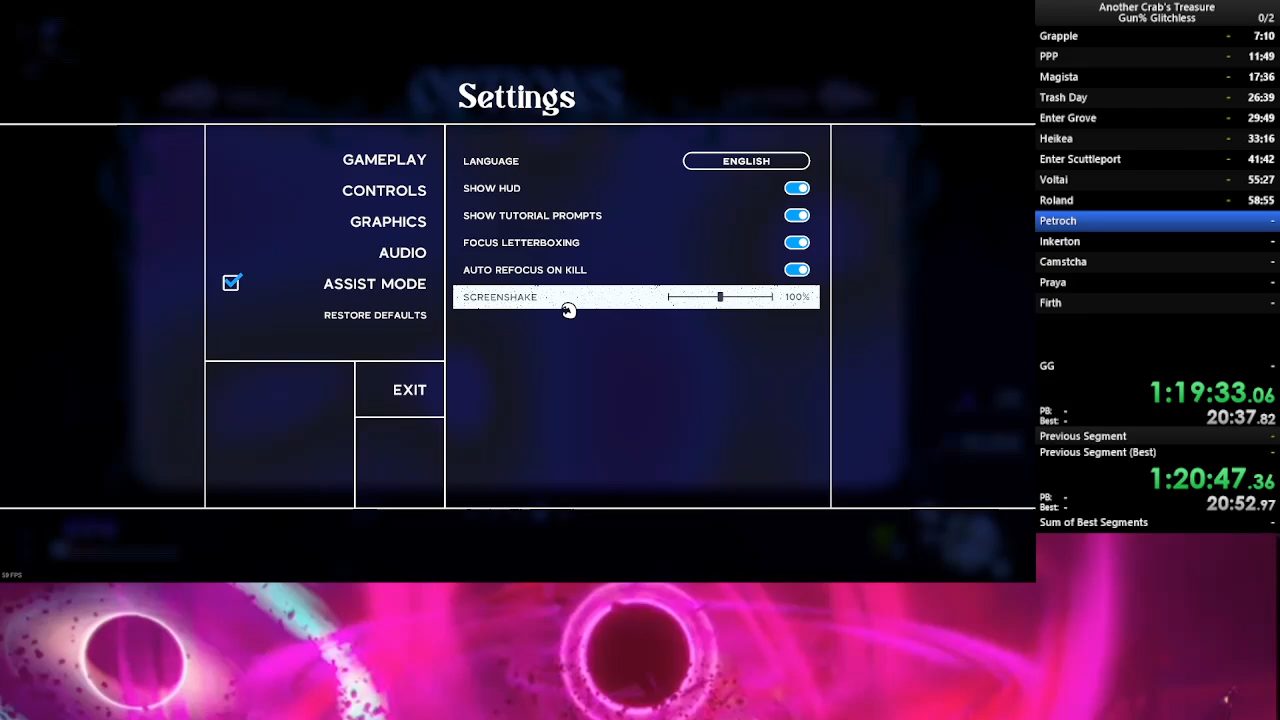 Settings
GAMEPLAY
CONTROLS
GRAPHICS
AUDIO
ASSIST MODE
RESTORE DEFAULTS
EXIT
LANGUAGE ENGLISH
SHOW HUD
SHOW TUTORIAL PROMPTS
FOCUS LETTERBOXING
AUTO REFOCUS ON KILL
SCREENSHAKE 100%
59 FPS
Another Crab's Treasure
Gun% Glitchless 0/2
Grapple - 7:10
PPP - 11:49
Magista - 17:36
Trash Day - 26:39
Enter Grove - 29:49
Heikea - 33:16
Enter Scuttleport - 41:42
Voltai - 55:27
Roland - 58:55
Petroch -
Inkerton -
Camstcha -
Praya -
Firth -
GG -
1:19:33.06
PB: -
Best: - 20:37.82
Previous Segment -
Previous Segment (Best) -
1:20:47.36
PB: -
Best: - 20:52.97
Sum of Best Segments -